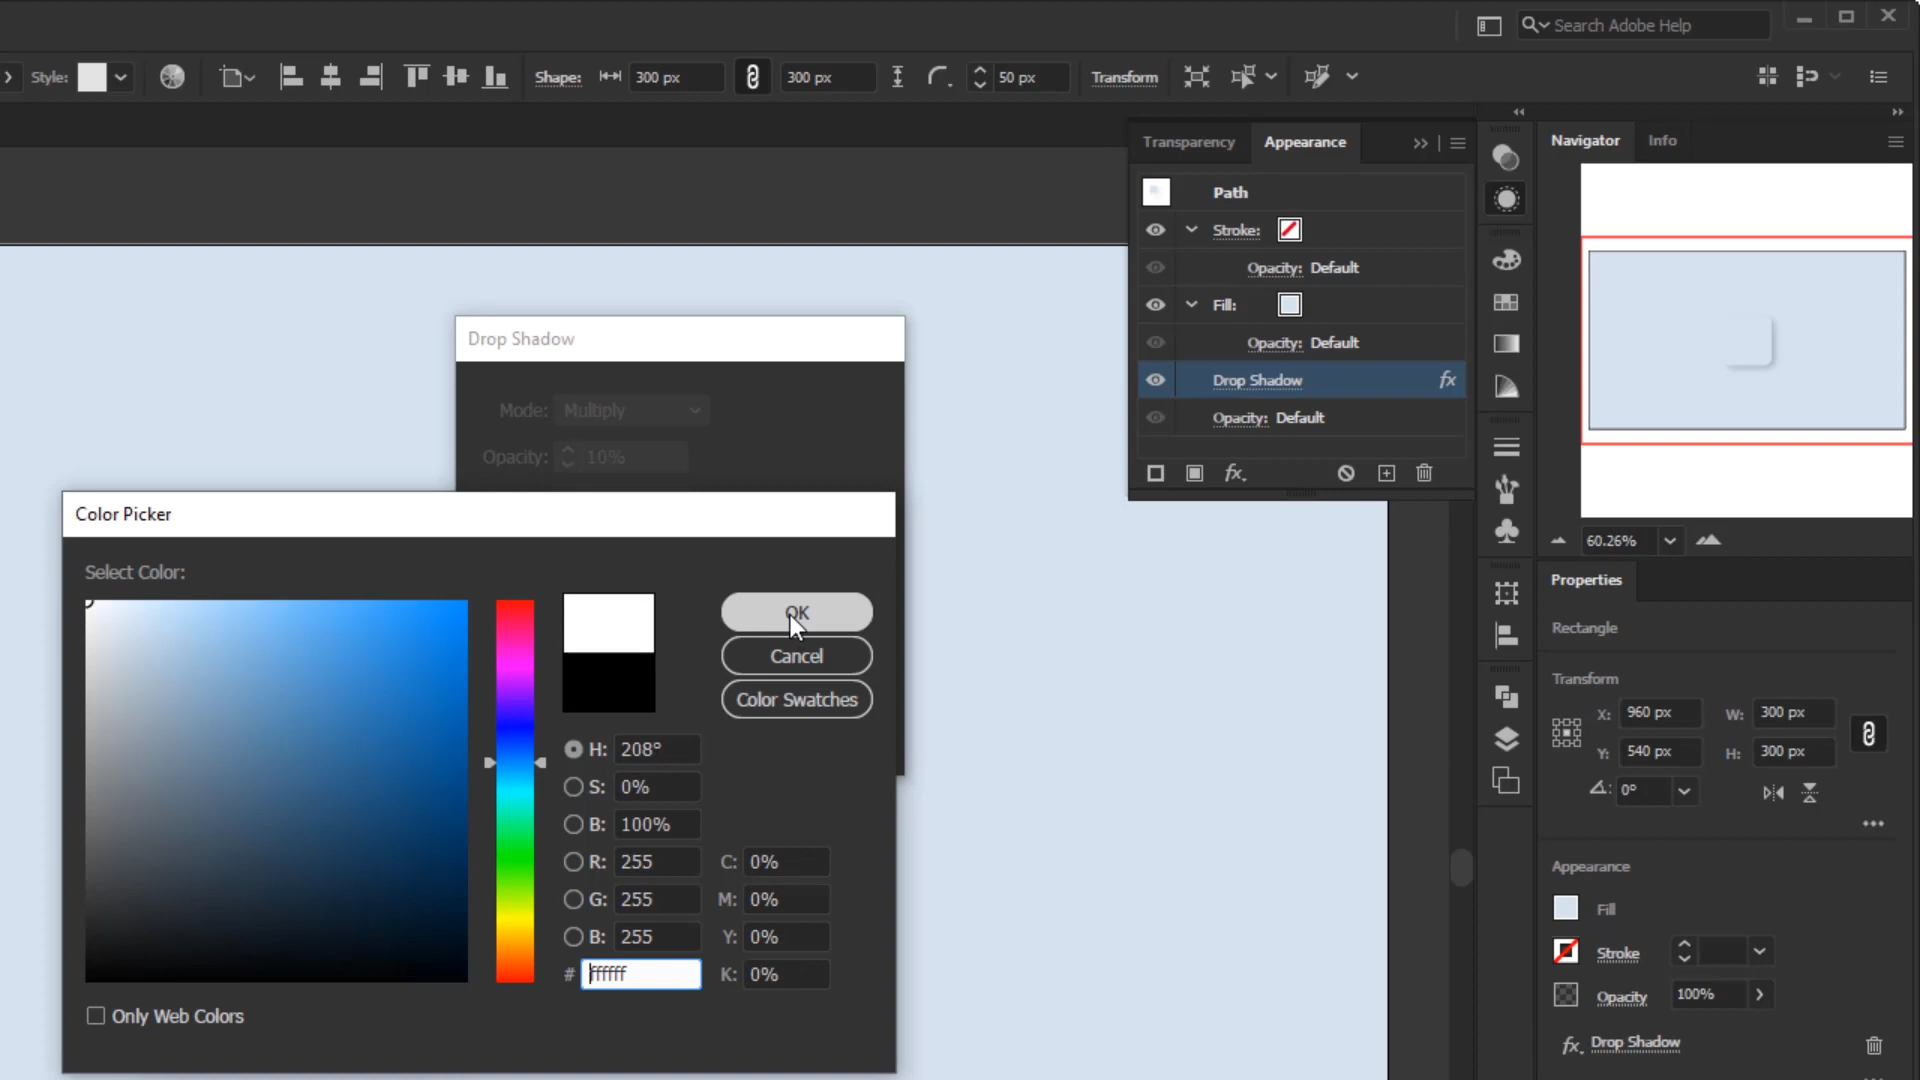 Search Adobe Help
Style:
Shape:
300 px
300 px
50 px
Transform
Transparency
Appearance
Path
Stroke:
Opacity: Default
Fill:
Opacity: Default
Drop Shadow
fx
Opacity: Default
fx.
Navigator
Info
60.26%
Properties
Rectangle
Transform
X: 960 px
W: 300 px
Y: 540 px
H: 300 px
0°
Appearance
Fill
Stroke
Opacity
100%
fx. Drop Shadow
Drop Shadow
Mode: Multiply
Opacity: 10%
Color Picker
Select Color:
OK
Cancel
Color Swatches
H: 208°
S: 0%
B: 100%
R: 255
C: 0%
G: 255
M: 0%
B: 255
Y: 0%
# ffffff
K: 0%
Only Web Colors